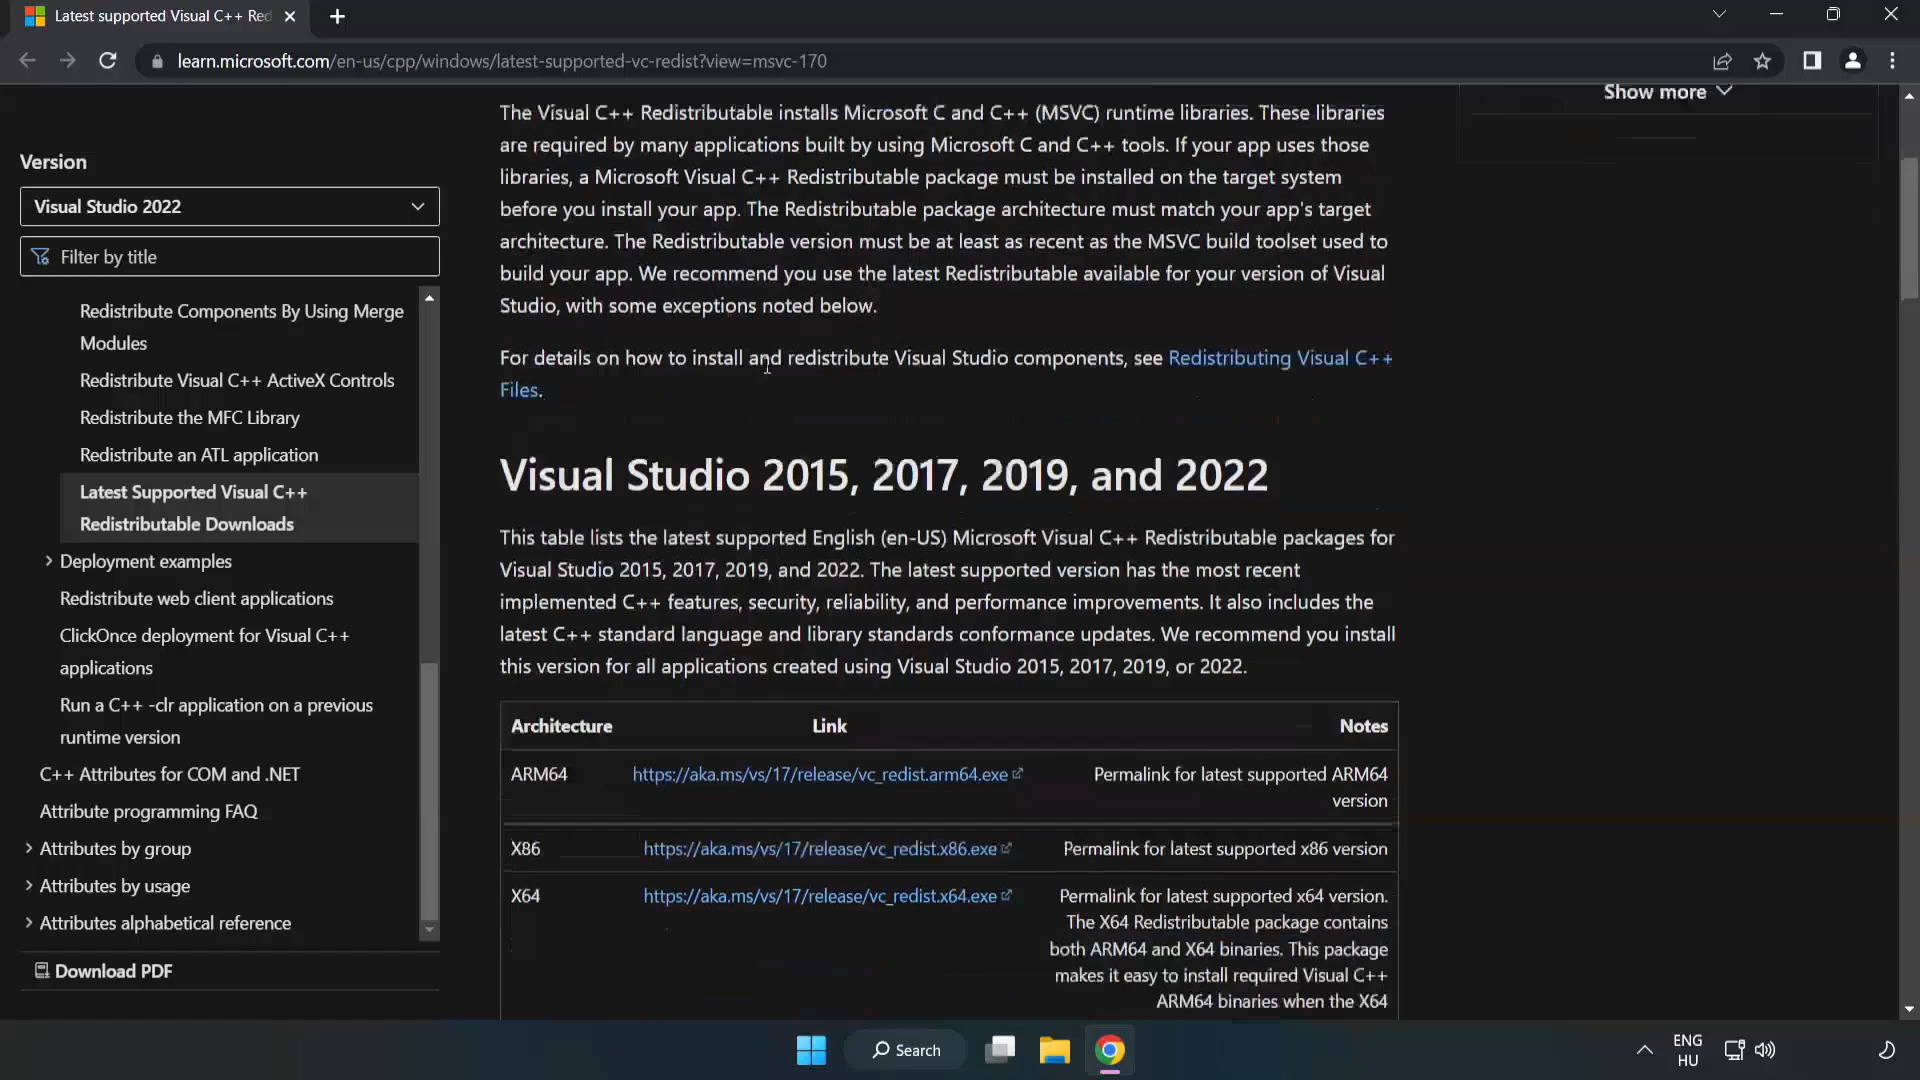 Latest supported Visual C++ Red
learn.microsoft.com/en-us/cpp/windows/latest-supported-vc-redist?view=msvc-170
Version
Visual Studio 2022
Filter by title
Redistribute Components By Using Merge
Modules
Redistribute Visual C++ ActiveX Controls
Redistribute the MFC Library
Redistribute an ATL application
Latest Supported Visual C++
Redistributable Downloads
Deployment examples
Redistribute web client applications
ClickOnce deployment for Visual C++
applications
Run a C++ -clr application on a previous
runtime version
C++ Attributes for COM and .NET
Attribute programming FAQ
Attributes by group
Attributes by usage
Attributes alphabetical reference
Download PDF
The Visual C++ Redistributable installs Microsoft C and C++ (MSVC) runtime libraries. These libraries
are required by many applications built by using Microsoft C and C++ tools. If your app uses those
libraries, a Microsoft Visual C++ Redistributable package must be installed on the target system
before you install your app. The Redistributable package architecture must match your app's target
architecture. The Redistributable version must be at least as recent as the MSVC build toolset used to
build your app. We recommend you use the latest Redistributable available for your version of Visual
Studio, with some exceptions noted below.
For details on how to install and redistribute Visual Studio components, see Redistributing Visual C++
Files.
Visual Studio 2015, 2017, 2019, and 2022
This table lists the latest supported English (en-US) Microsoft Visual C++ Redistributable packages for
Visual Studio 2015, 2017, 2019, and 2022. The latest supported version has the most recent
implemented C++ features, security, reliability, and performance improvements. It also includes the
latest C++ standard language and library standards conformance updates. We recommend you install
this version for all applications created using Visual Studio 2015, 2017, 2019, or 2022.
Architecture Link Notes
ARM64 https://aka.ms/vs/17/release/vc_redist.arm64.exe Permalink for latest supported ARM64
version
X86 https://aka.ms/vs/17/release/vc_redist.x86.exe Permalink for latest supported x86 version
X64 https://aka.ms/vs/17/release/vc_redist.x64.exe Permalink for latest supported x64 version.
The X64 Redistributable package contains
both ARM64 and X64 binaries. This package
makes it easy to install required Visual C++
ARM64 binaries when the X64
Show more
Search
ENG
HU